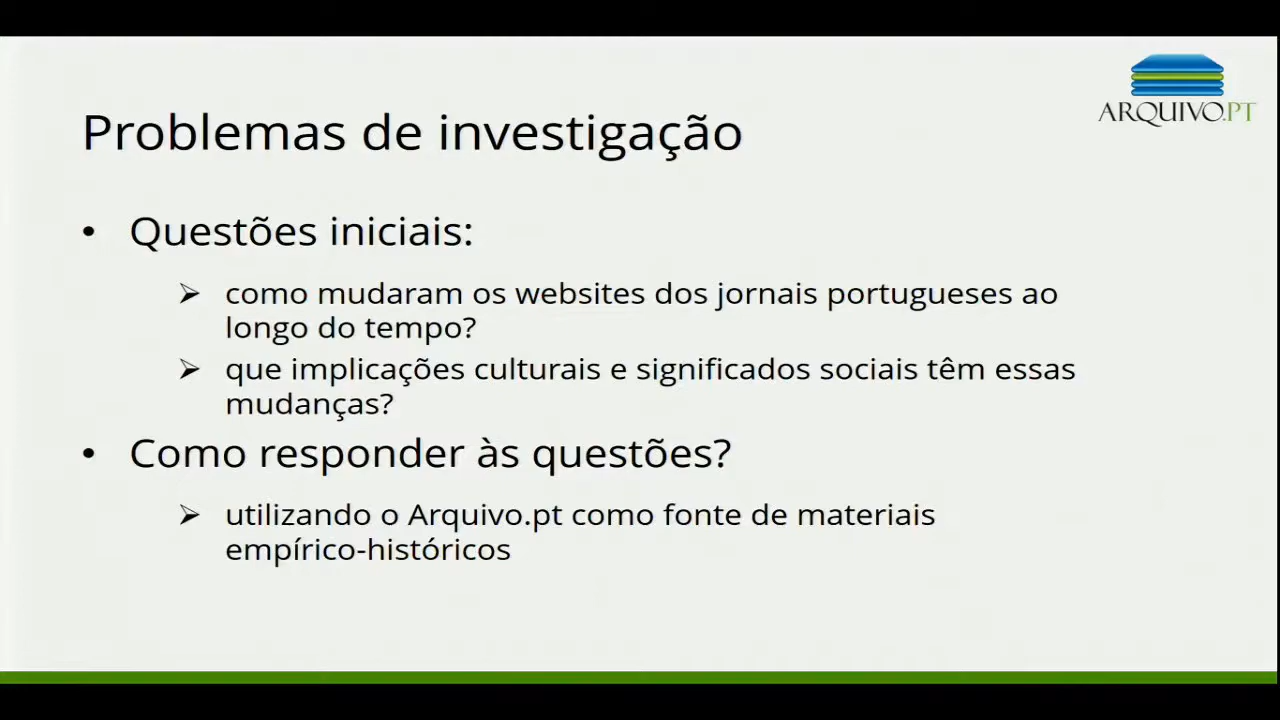 ARQUIVO.PT
Problemas de investigação
• Questões iniciais:
➢ como mudaram os websites dos jornais portugueses ao
longo do tempo?
➢ que implicações culturais e significados sociais têm essas
mudanças?
• Como responder às questões?
➢ utilizando o Arquivo.pt como fonte de materiais
empírico-históricos